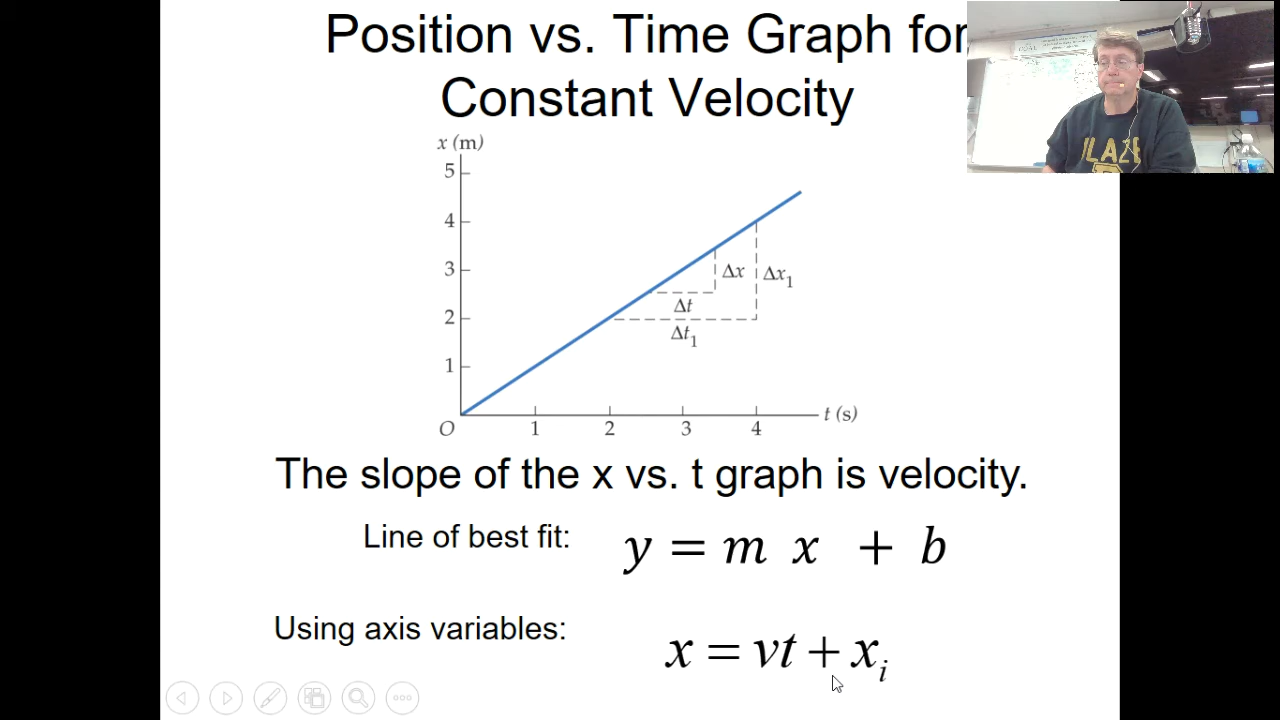 Position vs. Time Graph for
Constant Velocity
x (m)
5
4
3
2
1
O
1
2
3
4
t (s)
Δx
Δx₁
Δt
Δt₁
The slope of the x vs. t graph is velocity.
Line of best fit: y = m x + b
Using axis variables: x = vt + xᵢ